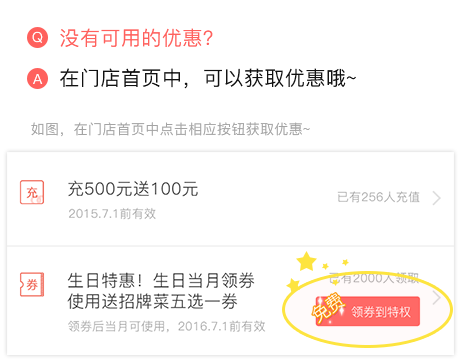 Q 没有可用的优惠?
A 在门店首页中，可以获取优惠哦~
如图，在门店首页中点击相应按钮获取优惠~
充 充500元送100元
已有256人充值
2015.7.1前有效
券 生日特惠！生日当月领券
使用送招牌菜五选一券
已有2000人领取
免费 领券到特权
领券后当月可使用，2016.7.1前有效